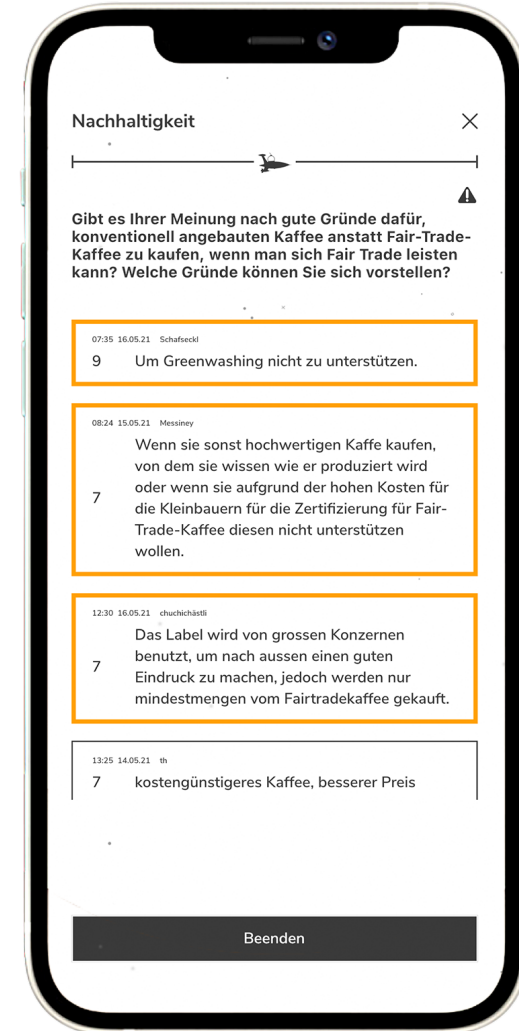 Nachhaltigkeit
Gibt es Ihrer Meinung nach gute Gründe dafür,
konventionell angebauten Kaffee anstatt Fair-Trade-
Kaffee zu kaufen, wenn man sich Fair Trade leisten
kann? Welche Gründe können Sie sich vorstellen?
07:35 16.05.21 Schafseckl
9 Um Greenwashing nicht zu unterstützen.
08:24 15.05.21 Messiney
Wenn sie sonst hochwertigen Kaffe kaufen,
von dem sie wissen wie er produziert wird
oder wenn sie aufgrund der hohen Kosten für
7 die Kleinbauern für die Zertifizierung für Fair-
Trade-Kaffee diesen nicht unterstützen
wollen.
12:30 16.05.21 chuchichästli
Das Label wird von grossen Konzernen
benutzt, um nach aussen einen guten
7 Eindruck zu machen, jedoch werden nur
mindestmengen vom Fairtradekaffee gekauft.
13:25 14.05.21 th
7 kostengünstigeres Kaffee, besserer Preis
Beenden